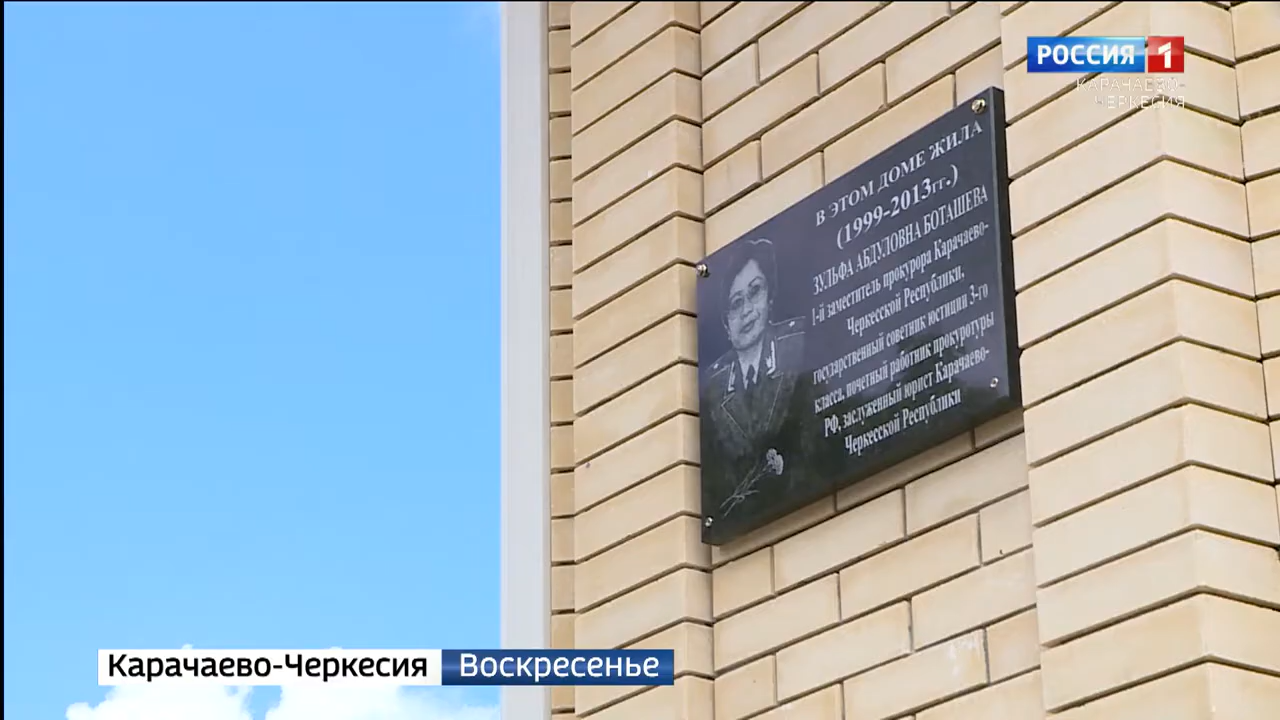 РОССИЯ 1
КАРАЧАЕВО-
ЧЕРКЕСИЯ
В ЭТОМ ДОМЕ ЖИЛА
(1999-2013гг.)
ЗУЛЬФА АБДУЛОВНА БОТАШЕВА
1-й заместитель прокурора Карачаево-
Черкесской Республики,
государственный советник юстиции 3-го
класса, почетный работник прокуротуры
РФ, заслуженный юрист Карачаево-
Черкесской Республики
Карачаево-Черкесия Воскресенье